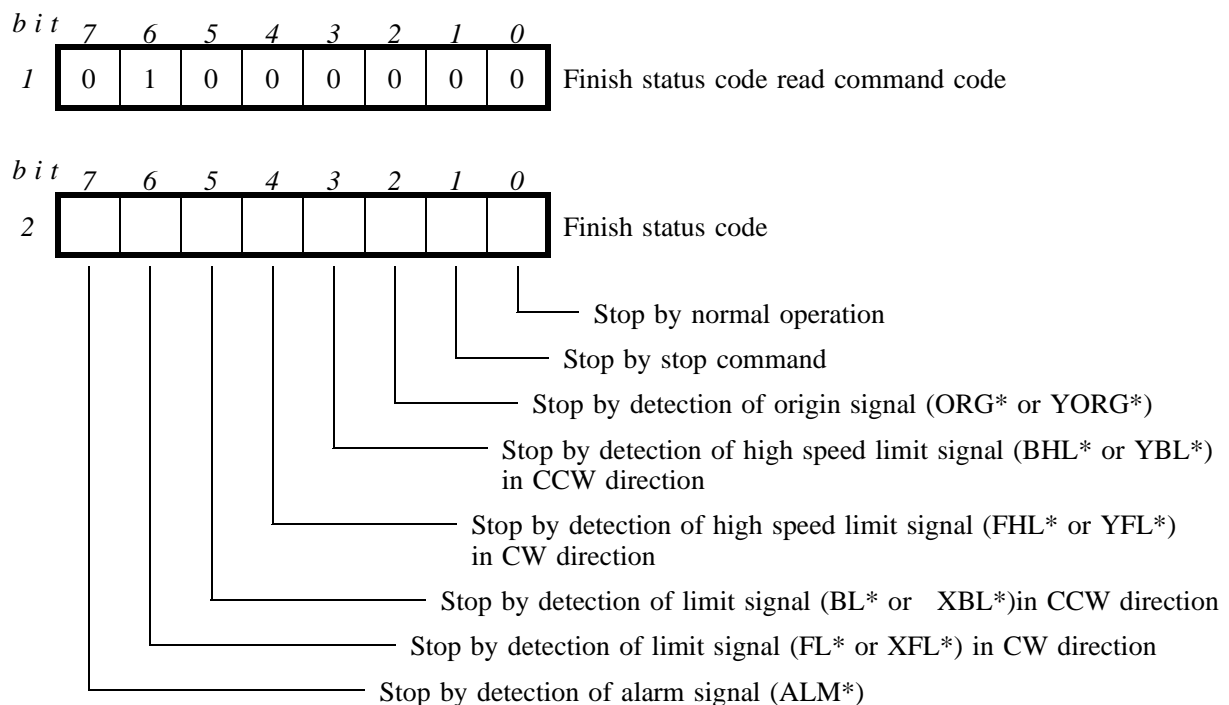 bit 7 6 5 4 3 2 1 0
1 0 1 0 0 0 0 0 0 Finish status code read command code
bit 7 6 5 4 3 2 1 0
2 Finish status code
Stop by normal operation
Stop by stop command
Stop by detection of origin signal (ORG* or YORG*)
Stop by detection of high speed limit signal (BHL* or YBL*)
in CCW direction
Stop by detection of high speed limit signal (FHL* or YFL*)
in CW direction
Stop by detection of limit signal (BL* or XBL*)in CCW direction
Stop by detection of limit signal (FL* or XFL*) in CW direction
Stop by detection of alarm signal (ALM*)